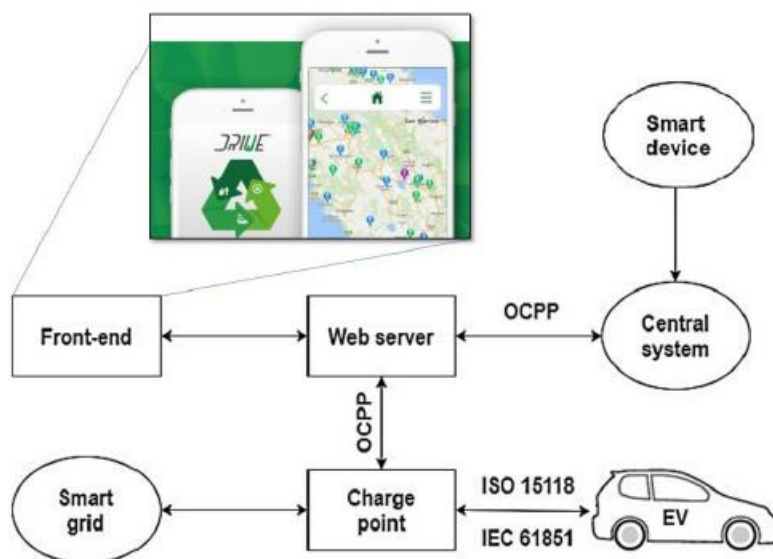 DRIVE
Smart
device
Front-end
Web server
OCPP
Central
system
OCPP
Smart
grid
Charge
point
ISO 15118
IEC 61851
EV